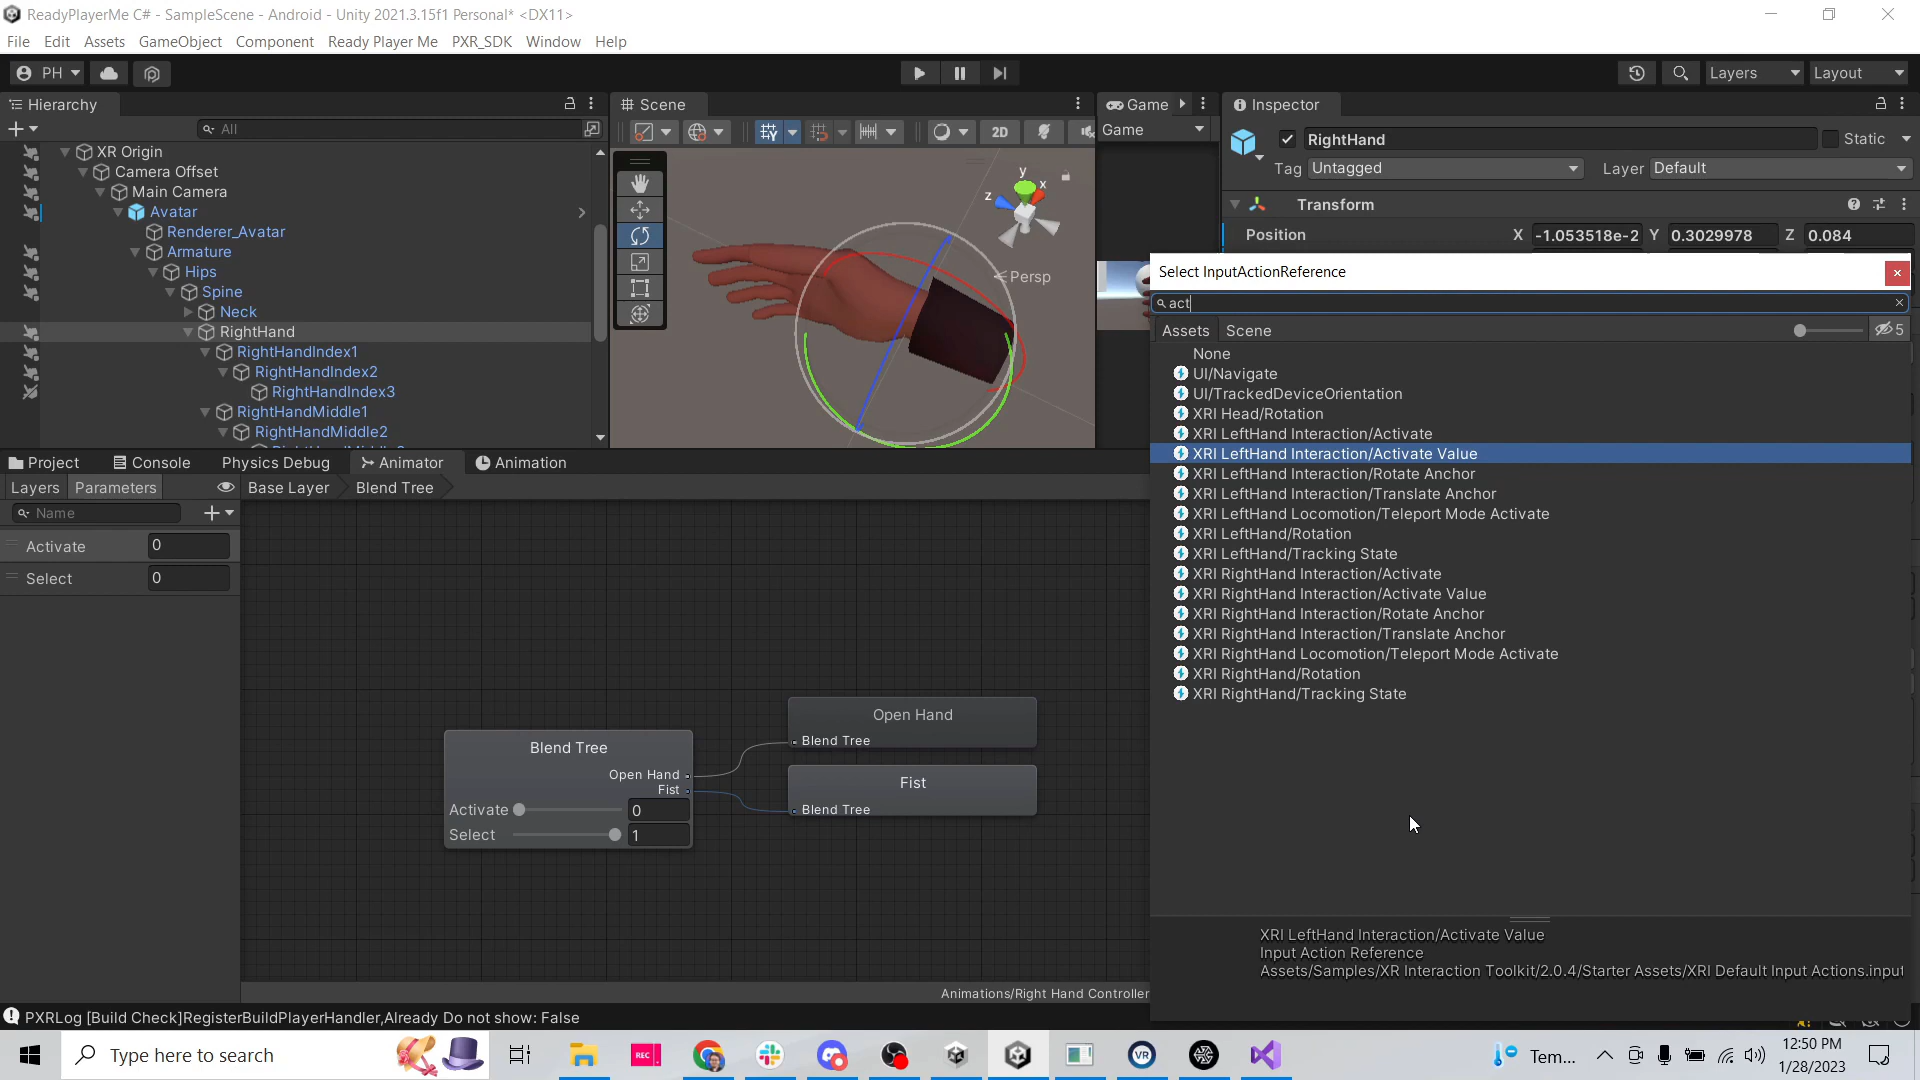 ReadyPlayerMe C# - SampleScene - Android - Unity 2021.3.15f1 Personal* <DX11>
File Edit Assets GameObject Component Ready Player Me PXR_SDK Window Help
PH
Layers
Layout
Hierarchy
Scene
Game
Inspector
All
2D
Game
RightHand
Static
Tag Untagged
Layer Default
XR Origin
Camera Offset
Main Camera
Avatar
Renderer_Avatar
Armature
Hips
Spine
Neck
RightHand
RightHandIndex1
RightHandIndex2
RightHandIndex3
RightHandMiddle1
RightHandMiddle2
y
x
z
Persp
Transform
Position X -1.053518e-2 Y 0.3029978 Z 0.084
Select InputActionReference
act
Assets Scene
5
None
UI/Navigate
UI/TrackedDeviceOrientation
XRI Head/Rotation
XRI LeftHand Interaction/Activate
XRI LeftHand Interaction/Activate Value
XRI LeftHand Interaction/Rotate Anchor
XRI LeftHand Interaction/Translate Anchor
XRI LeftHand Locomotion/Teleport Mode Activate
XRI LeftHand/Rotation
XRI LeftHand/Tracking State
XRI RightHand Interaction/Activate
XRI RightHand Interaction/Activate Value
XRI RightHand Interaction/Rotate Anchor
XRI RightHand Interaction/Translate Anchor
XRI RightHand Locomotion/Teleport Mode Activate
XRI RightHand/Rotation
XRI RightHand/Tracking State
XRI LeftHand Interaction/Activate Value
Input Action Reference
Assets/Samples/XR Interaction Toolkit/2.0.4/Starter Assets/XRI Default Input Actions.input
Project Console Physics Debug Animator Animation
Layers Parameters Base Layer Blend Tree
Name
Activate 0
Select 0
Blend Tree
Open Hand
Fist
Activate 0
Select 1
Open Hand
Blend Tree
Fist
Blend Tree
Animations/Right Hand Controller
PXRLog [Build Check]RegisterBuildPlayerHandler,Already Do not show: False
Type here to search
REC
VR
Tem...
12:50 PM
1/28/2023